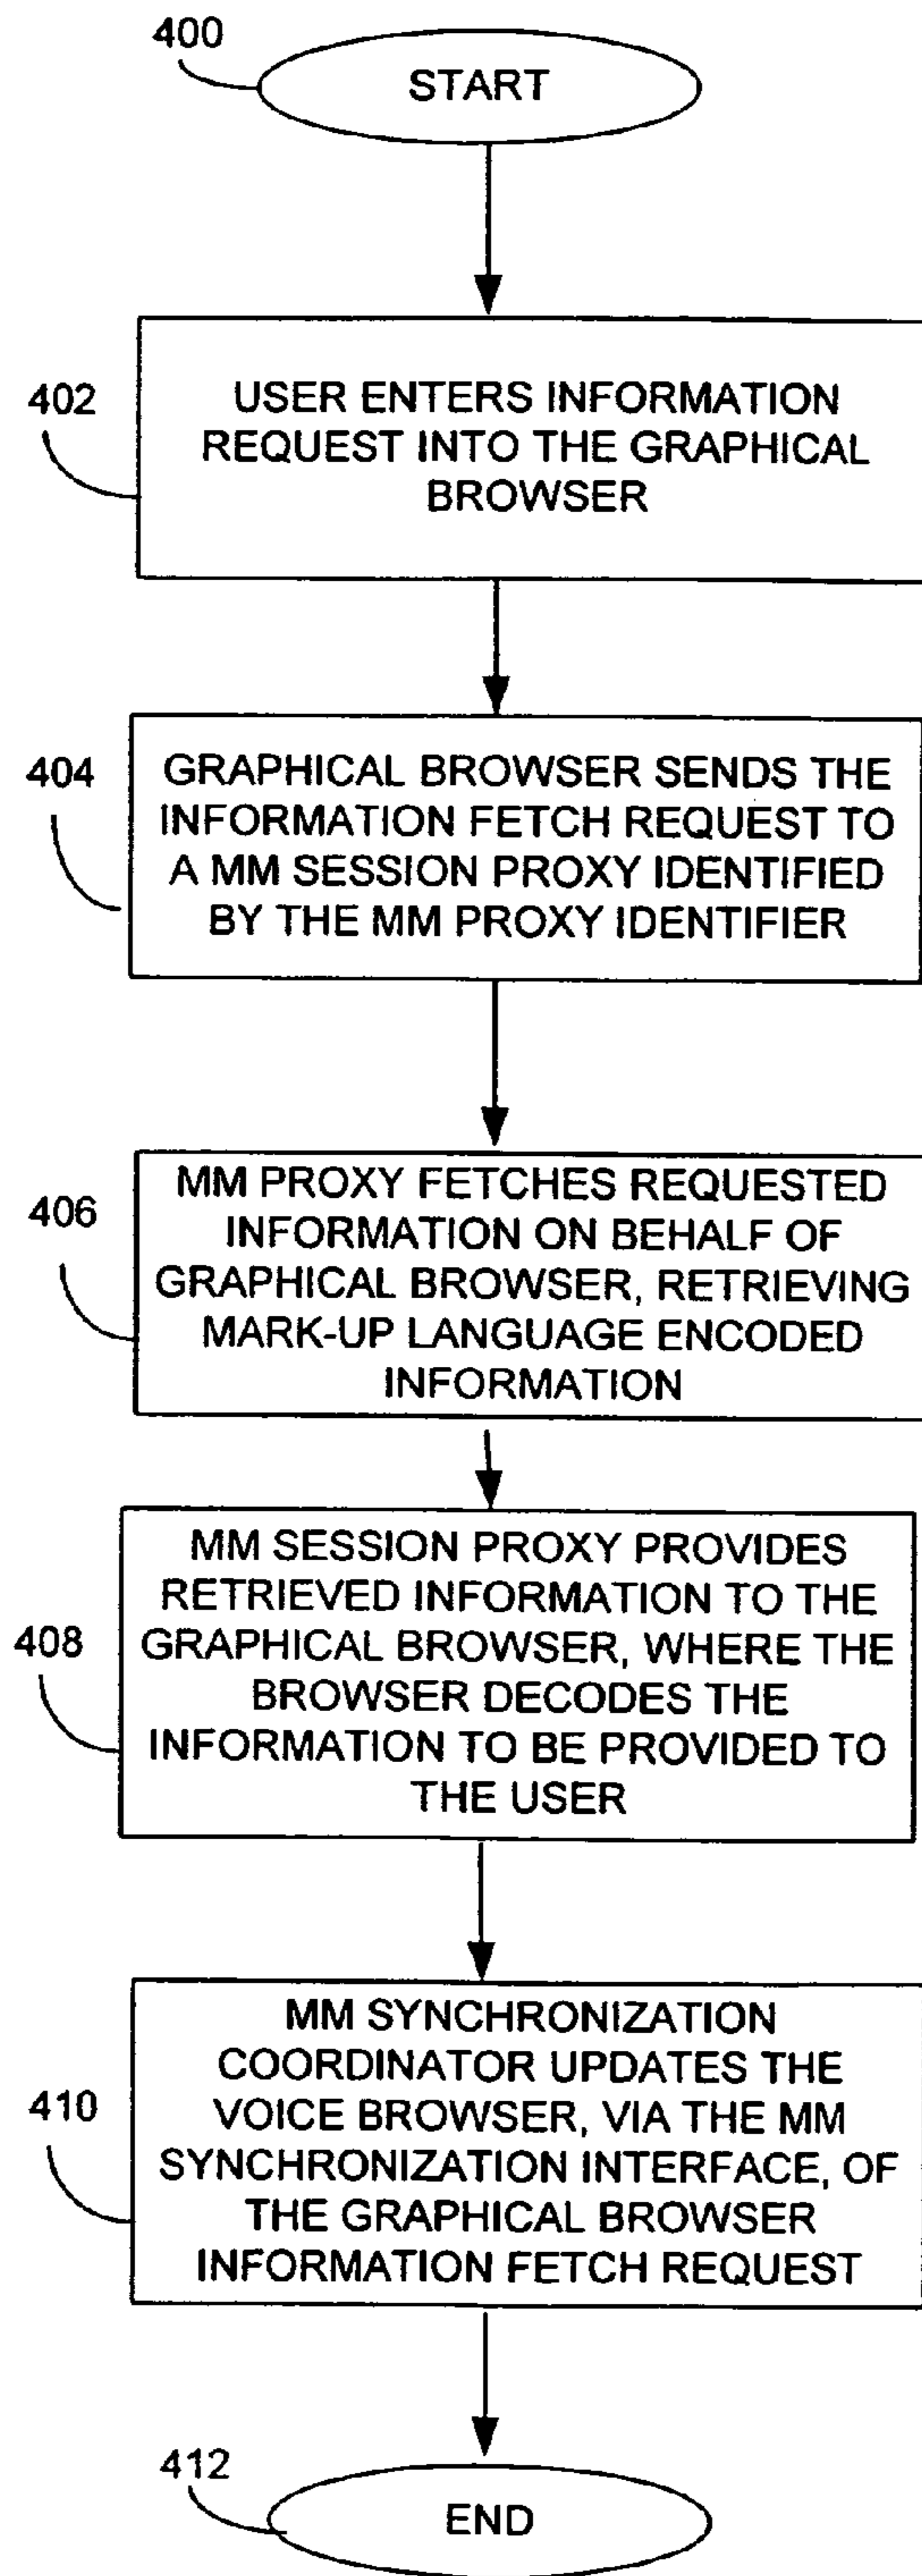 400
START
402
USER ENTERS INFORMATION
REQUEST INTO THE GRAPHICAL
BROWSER
404
GRAPHICAL BROWSER SENDS THE
INFORMATION FETCH REQUEST TO
A MM SESSION PROXY IDENTIFIED
BY THE MM PROXY IDENTIFIER
406
MM PROXY FETCHES REQUESTED
INFORMATION ON BEHALF OF
GRAPHICAL BROWSER, RETRIEVING
MARK-UP LANGUAGE ENCODED
INFORMATION
408
MM SESSION PROXY PROVIDES
RETRIEVED INFORMATION TO THE
GRAPHICAL BROWSER, WHERE THE
BROWSER DECODES THE
INFORMATION TO BE PROVIDED TO
THE USER
410
MM SYNCHRONIZATION
COORDINATOR UPDATES THE
VOICE BROWSER, VIA THE MM
SYNCHRONIZATION INTERFACE, OF
THE GRAPHICAL BROWSER
INFORMATION FETCH REQUEST
412
END